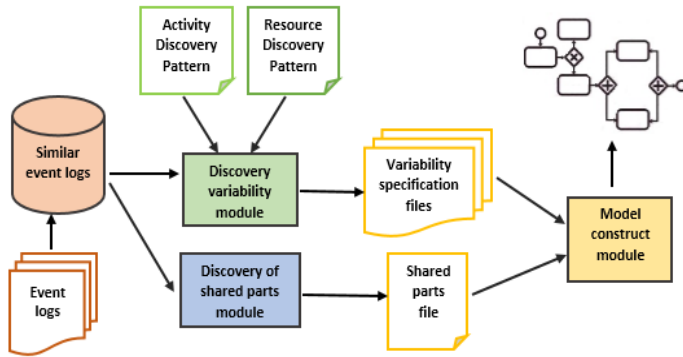 Activity
Discovery
Pattern
Resource
Discovery
Pattern
Similar
event logs
Discovery
variability
module
Variability
specification
files
Model
construct
module
Event
logs
Discovery of
shared parts
module
Shared
parts
file